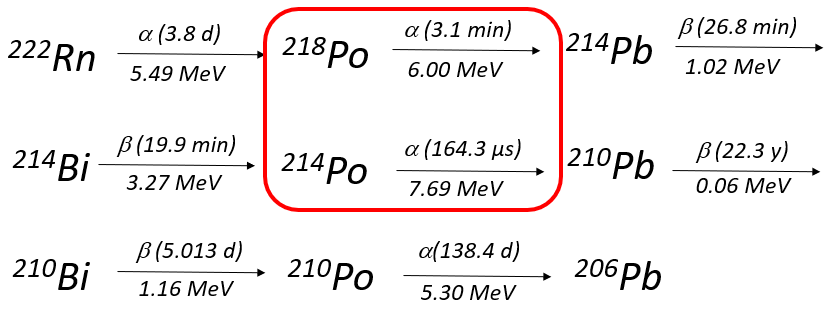 ²²²Rn α (3.8 d) 5.49 MeV ²¹⁸Po α (3.1 min) 6.00 MeV ²¹⁴Pb β (26.8 min) 1.02 MeV
²¹⁴Bi β (19.9 min) 3.27 MeV ²¹⁴Po α (164.3 µs) 7.69 MeV ²¹⁰Pb β (22.3 y) 0.06 MeV
²¹⁰Bi β (5.013 d) 1.16 MeV ²¹⁰Po α(138.4 d) 5.30 MeV ²⁰⁶Pb